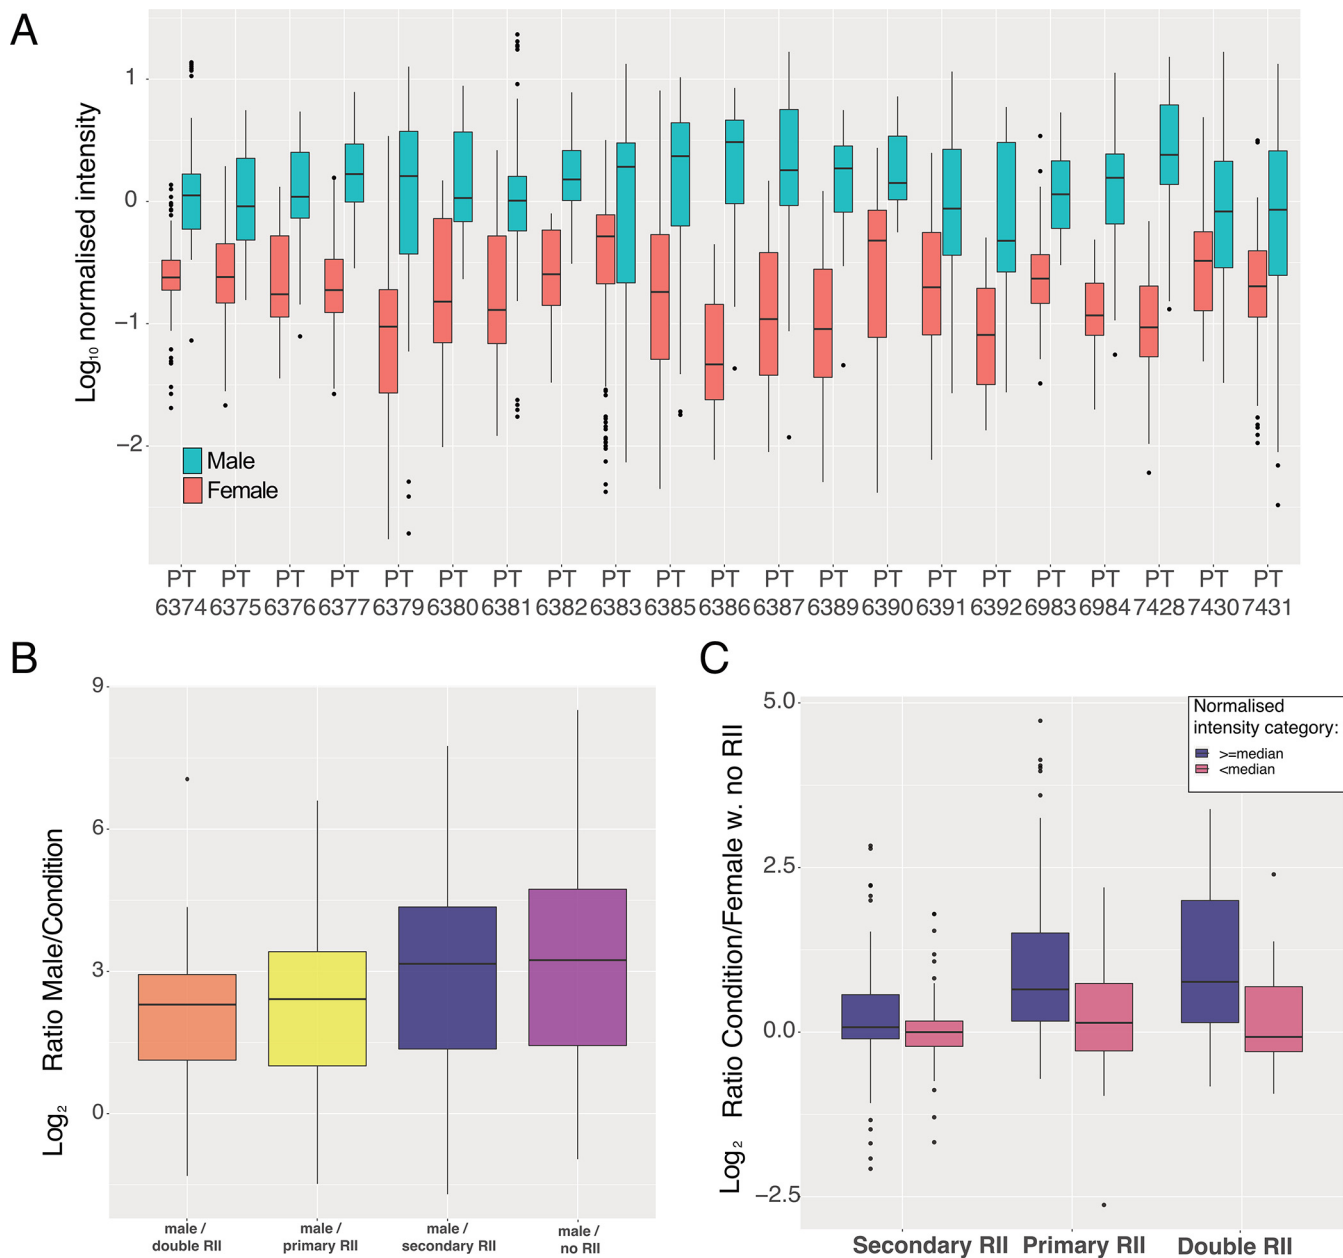 A
Log10 normalised intensity
1
0
−1
−2
Male
Female
PT PT PT PT PT PT PT PT PT PT PT PT PT PT PT PT PT PT PT PT PT
6374 6375 6376 6377 6379 6380 6381 6382 6383 6385 6386 6387 6389 6390 6391 6392 6983 6984 7428 7430 7431
B
Log2 Ratio Male/Condition
9
6
3
0
male / male / male / male /
double RII primary RII secondary RII no RII
C
Log2 Ratio Condition/Female w. no RII
5.0
2.5
0.0
−2.5
Normalised
intensity category:
>=median
<median
Secondary RII Primary RII Double RII